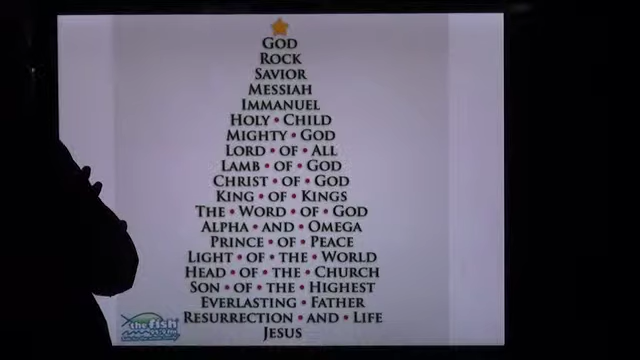 GOD
ROCK
SAVIOR
MESSIAH
IMMANUEL
HOLY • CHILD
MIGHTY • GOD
LORD • OF • ALL
LAMB • OF • GOD
CHRIST • OF • GOD
KING • OF • KINGS
THE • WORD • OF • GOD
ALPHA • AND • OMEGA
PRINCE • OF • PEACE
LIGHT • OF • THE • WORLD
HEAD • OF • THE • CHURCH
SON • OF • THE • HIGHEST
EVERLASTING • FATHER
RESURRECTION • AND • LIFE
JESUS
the fish